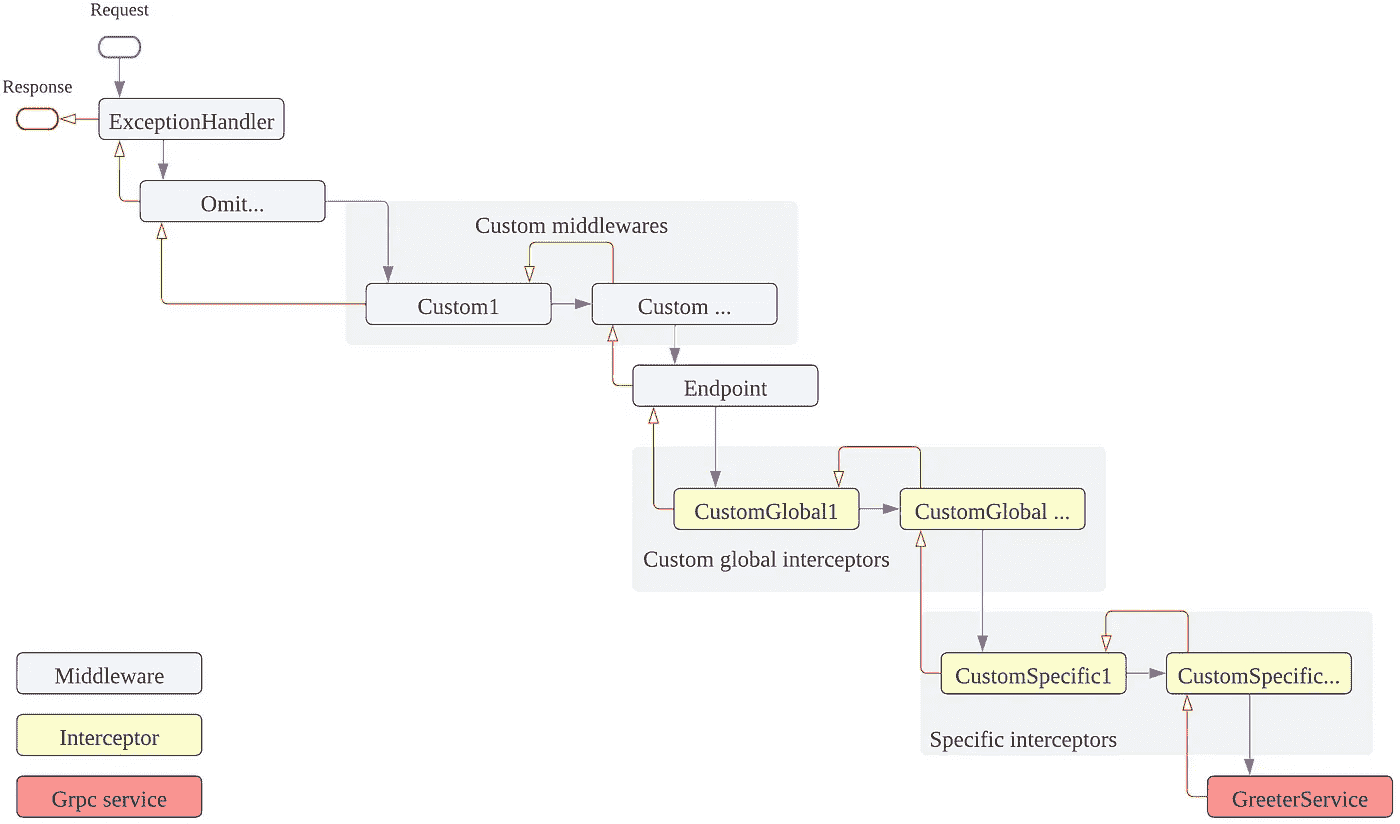 Request
Response
ExceptionHandler
Omit...
Custom middlewares
Custom1
Custom ...
Endpoint
CustomGlobal1
CustomGlobal ...
Custom global interceptors
Middleware
CustomSpecific1
CustomSpecific...
Interceptor
Specific interceptors
Grpc service
GreeterService